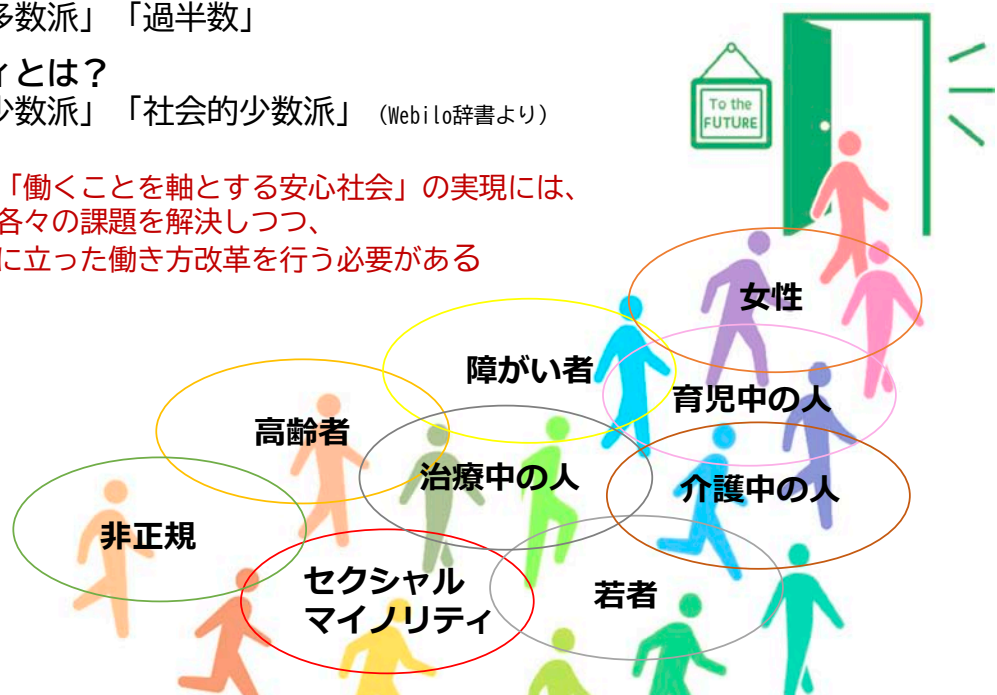 多数派」「過半数」
ィとは？
少数派」「社会的少数派」（Webilo辞書より）
To the
FUTURE
「働くことを軸とする安心社会」の実現には、
各々の課題を解決しつつ、
に立った働き方改革を行う必要がある
女性
障がい者
育児中の人
高齢者
治療中の人
介護中の人
非正規
セクシャル
マイノリティ
若者